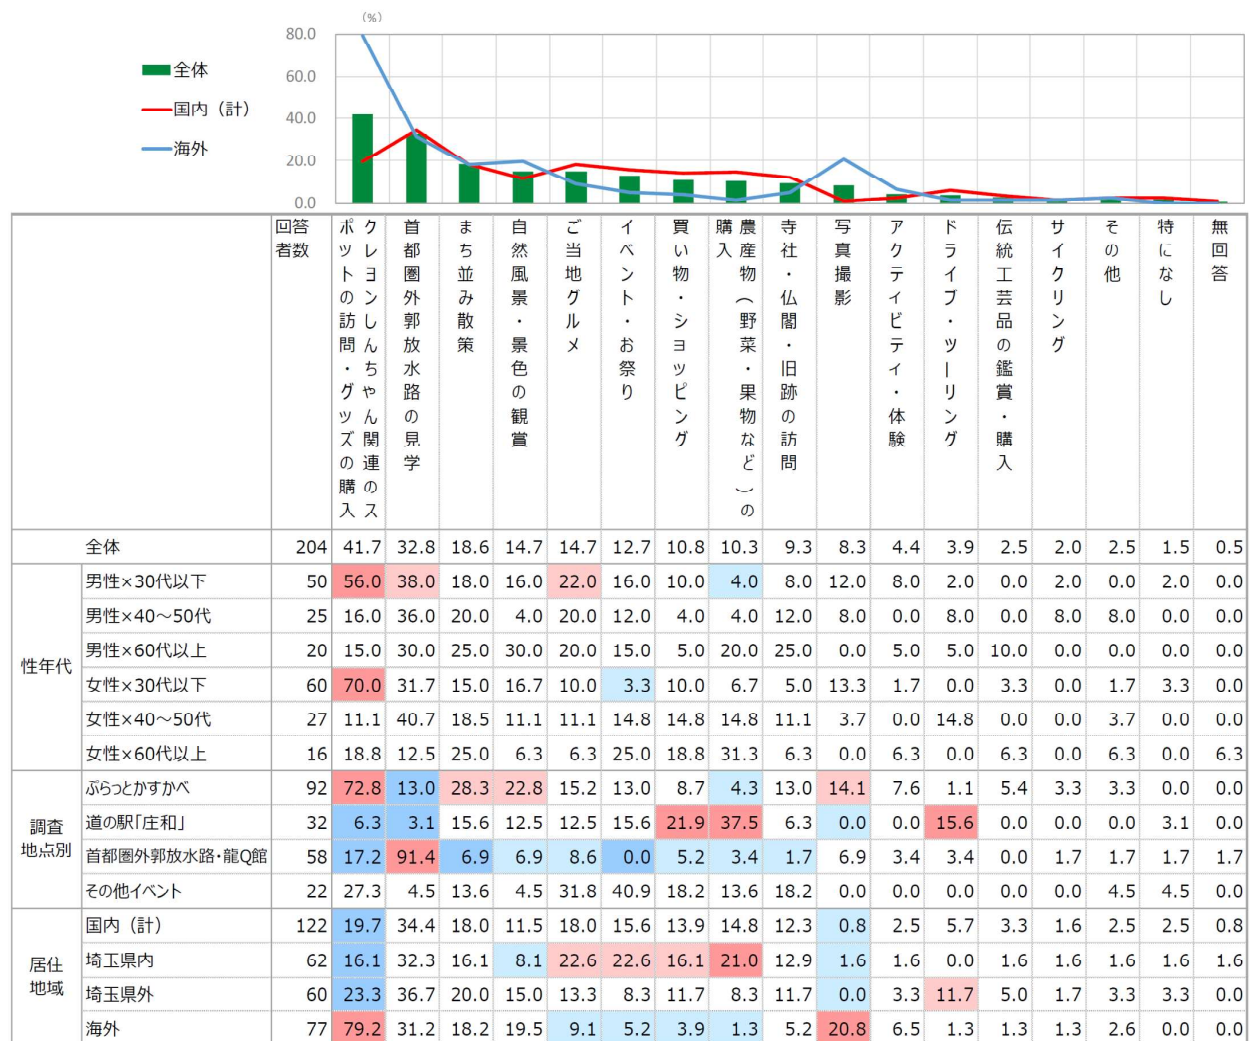 （%）
80.0
60.0
40.0
20.0
0.0
全体
国内（計）
海外
回答者数
クレヨンしんちゃん関連のスポットの訪問・グッズの購入
首都圏外郭放水路の見学
まち並み散策
自然風景・景色の観賞
ご当地グルメ
イベント・お祭り
買い物・ショッピング
農産物（野菜・果物など）の購入
寺社・仏閣・旧跡の訪問
写真撮影
アクティビティ・体験
ドライブ・ツーリング
伝統工芸品の鑑賞・購入
サイクリング
その他
特になし
無回答
全体 204 41.7 32.8 18.6 14.7 14.7 12.7 10.8 10.3 9.3 8.3 4.4 3.9 2.5 2.0 2.5 1.5 0.5
性年代
男性×30代以下 50 56.0 38.0 18.0 16.0 22.0 16.0 10.0 4.0 8.0 12.0 8.0 2.0 0.0 2.0 0.0 2.0 0.0
男性×40～50代 25 16.0 36.0 20.0 4.0 20.0 12.0 4.0 4.0 12.0 8.0 0.0 8.0 0.0 8.0 8.0 0.0 0.0
男性×60代以上 20 15.0 30.0 25.0 30.0 20.0 15.0 5.0 20.0 25.0 0.0 5.0 5.0 10.0 0.0 0.0 0.0 0.0
女性×30代以下 60 70.0 31.7 15.0 16.7 10.0 3.3 10.0 6.7 5.0 13.3 1.7 0.0 3.3 0.0 1.7 3.3 0.0
女性×40～50代 27 11.1 40.7 18.5 11.1 11.1 14.8 14.8 14.8 11.1 3.7 0.0 14.8 0.0 0.0 3.7 0.0 0.0
女性×60代以上 16 18.8 12.5 25.0 6.3 6.3 25.0 18.8 31.3 6.3 0.0 6.3 0.0 6.3 0.0 6.3 0.0 6.3
調査地点別
ぷらっとかすかべ 92 72.8 13.0 28.3 22.8 15.2 13.0 8.7 4.3 13.0 14.1 7.6 1.1 5.4 3.3 3.3 0.0 0.0
道の駅「庄和」 32 6.3 3.1 15.6 12.5 12.5 15.6 21.9 37.5 6.3 0.0 0.0 15.6 0.0 0.0 0.0 3.1 0.0
首都圏外郭放水路・龍Q館 58 17.2 91.4 6.9 6.9 8.6 0.0 5.2 3.4 1.7 6.9 3.4 3.4 0.0 1.7 1.7 1.7 1.7
その他イベント 22 27.3 4.5 13.6 4.5 31.8 40.9 18.2 13.6 18.2 0.0 0.0 0.0 0.0 0.0 4.5 4.5 0.0
居住地域
国内（計） 122 19.7 34.4 18.0 11.5 18.0 15.6 13.9 14.8 12.3 0.8 2.5 5.7 3.3 1.6 2.5 2.5 0.8
埼玉県内 62 16.1 32.3 16.1 8.1 22.6 22.6 16.1 21.0 12.9 1.6 1.6 0.0 1.6 1.6 1.6 1.6 1.6
埼玉県外 60 23.3 36.7 20.0 15.0 13.3 8.3 11.7 8.3 11.7 0.0 3.3 11.7 5.0 1.7 3.3 3.3 0.0
海外 77 79.2 31.2 18.2 19.5 9.1 5.2 3.9 1.3 5.2 20.8 6.5 1.3 1.3 1.3 2.6 0.0 0.0